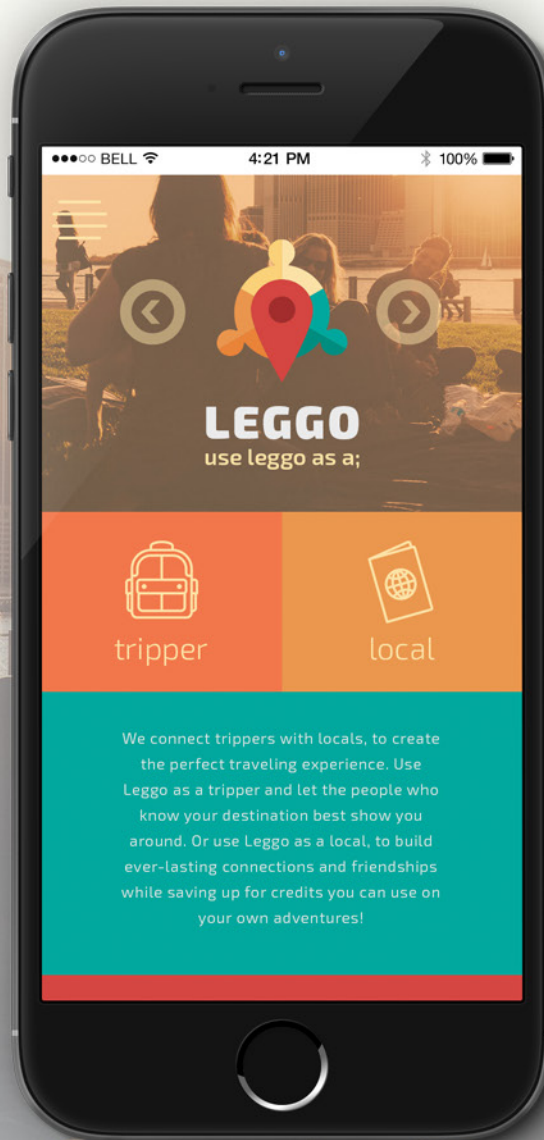 BELL
4:21 PM
100%
LEGGO
use leggo as a;
tripper
local
We connect trippers with locals, to create
the perfect traveling experience. Use
Leggo as a tripper and let the people who
know your destination best show you
around. Or use Leggo as a local, to build
ever-lasting connections and friendships
while saving up for credits you can use on
your own adventures!